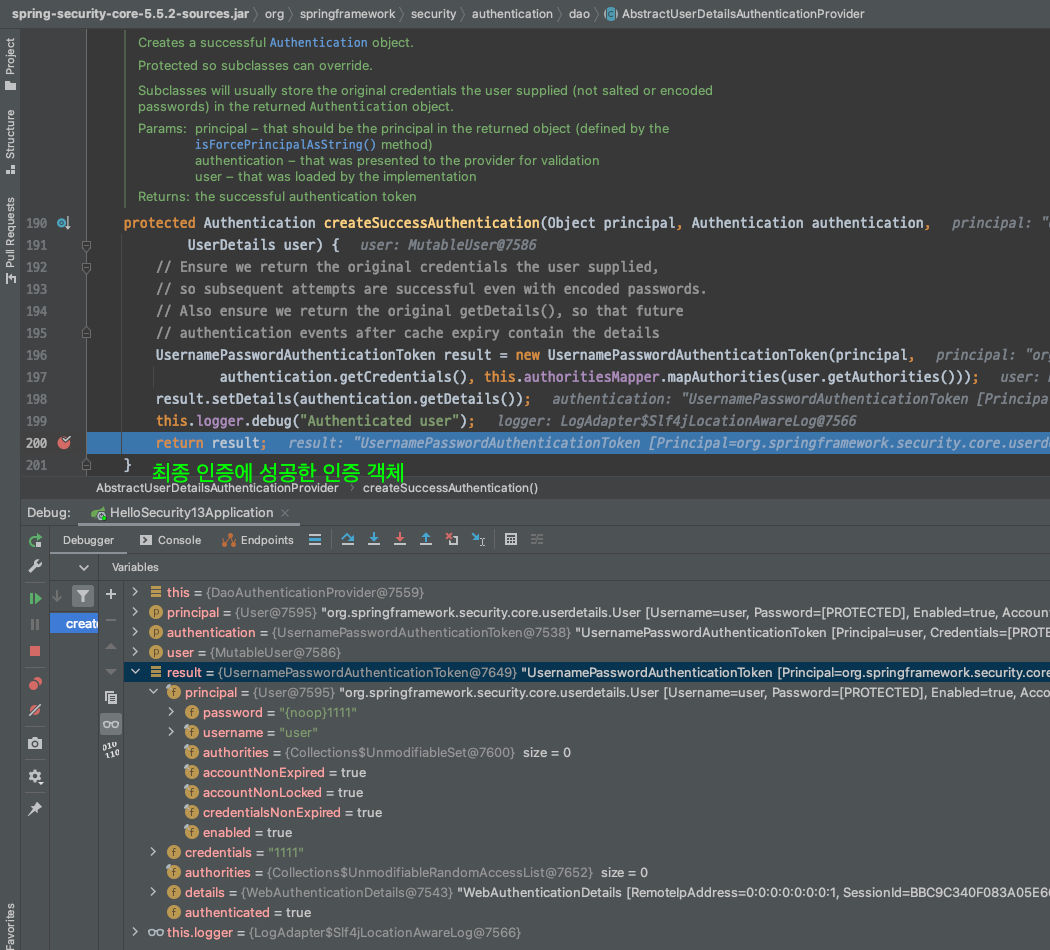 spring-security-core-5.5.2-sources.jar org springframework security authentication dao AbstractUserDetailsAuthenticationProvider
Project
Structure
Pull Requests
Favorites
Creates a successful Authentication object.
Protected so subclasses can override.
Subclasses will usually store the original credentials the user supplied (not salted or encoded
passwords) in the returned Authentication object.
Params: principal – that should be the principal in the returned object (defined by the
isForcePrincipalAsString() method)
authentication – that was presented to the provider for validation
user – that was loaded by the implementation
Returns: the successful authentication token
190 protected Authentication createSuccessAuthentication(Object principal, Authentication authentication, principal: "
191 UserDetails user) { user: MutableUser@7586
192 // Ensure we return the original credentials the user supplied,
193 // so subsequent attempts are successful even with encoded passwords.
194 // Also ensure we return the original getDetails(), so that future
195 // authentication events after cache expiry contain the details
196 UsernamePasswordAuthenticationToken result = new UsernamePasswordAuthenticationToken(principal, principal: "org
197 authentication.getCredentials(), this.authoritiesMapper.mapAuthorities(user.getAuthorities())); user:
198 result.setDetails(authentication.getDetails()); authentication: "UsernamePasswordAuthenticationToken [Principa
199 this.logger.debug("Authenticated user"); logger: LogAdapter$Slf4jLocationAwareLog@7566
200 return result; result: "UsernamePasswordAuthenticationToken [Principal=org.springframework.security.core.userd
201 }
최종 인증에 성공한 인증 객체
AbstractUserDetailsAuthenticationProvider createSuccessAuthentication()
Debug: HelloSecurity13Application
Debugger Console Endpoints
Variables
create
this = {DaoAuthenticationProvider@7559}
principal = {User@7595} "org.springframework.security.core.userdetails.User [Username=user, Password=[PROTECTED], Enabled=true, Accoun
authentication = {UsernamePasswordAuthenticationToken@7538} "UsernamePasswordAuthenticationToken [Principal=user, Credentials=[PROTE
user = {MutableUser@7586}
result = {UsernamePasswordAuthenticationToken@7649} "UsernamePasswordAuthenticationToken [Principal=org.springframework.security.core
principal = {User@7595} "org.springframework.security.core.userdetails.User [Username=user, Password=[PROTECTED], Enabled=true, Acco
password = "{noop}1111"
username = "user"
authorities = {Collections$UnmodifiableSet@7600} size = 0
accountNonExpired = true
accountNonLocked = true
credentialsNonExpired = true
enabled = true
credentials = "1111"
authorities = {Collections$UnmodifiableRandomAccessList@7652} size = 0
details = {WebAuthenticationDetails@7543} "WebAuthenticationDetails [RemoteIpAddress=0:0:0:0:0:0:0:1, SessionId=BBC9C340F083A05E66
authenticated = true
this.logger = {LogAdapter$Slf4jLocationAwareLog@7566}